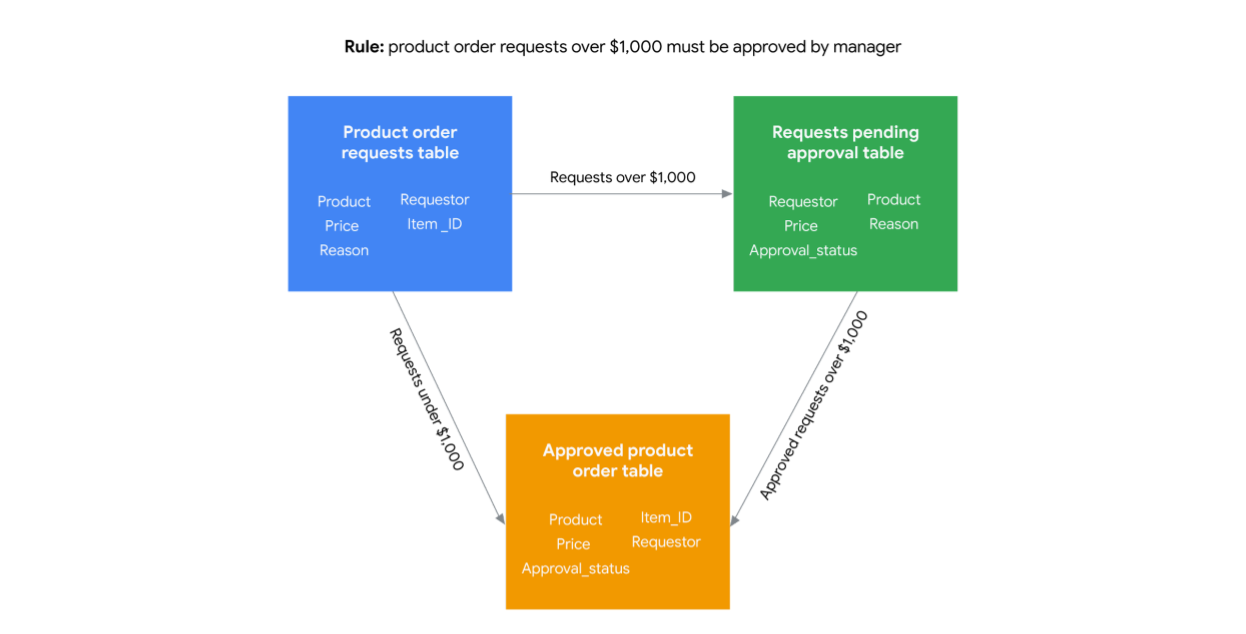 Rule: product order requests over $1,000 must be approved by manager
Product order
requests table
Product
Price
Reason
Requestor
Item _ID
Requests over $1,000
Requests pending
approval table
Requestor
Price
Approval_status
Product
Reason
Requests under $1,000
Approved requests over $1,000
Approved product
order table
Product
Price
Approval_status
Item_ID
Requestor